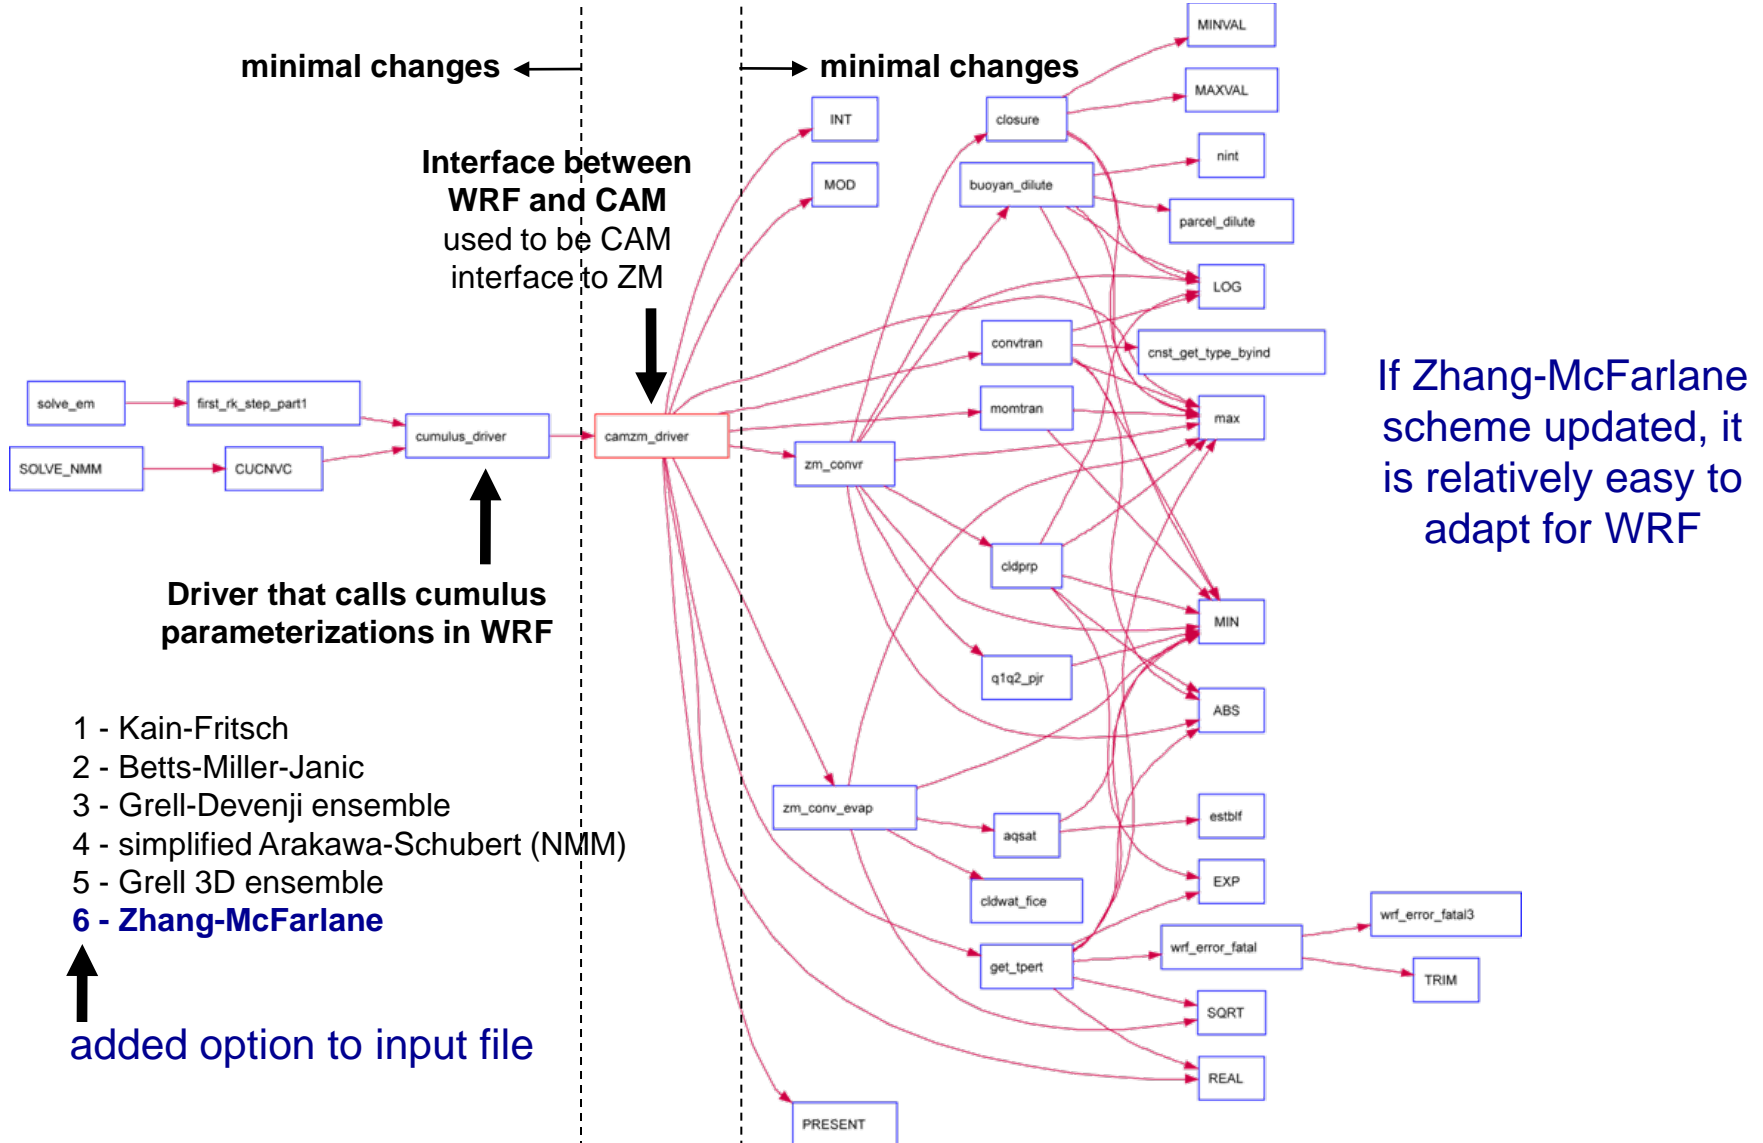 MINVAL
minimal changes
minimal changes
MAXVAL
INT
closure
nint
Interface between
WRF and CAM
used to be CAM
interface to ZM
MOD
buoyan_dilute
parcel_dilute
LOG
convtran
cnst_get_type_byind
solve_em
first_rk_step_part1
momtran
max
cumulus_driver
camzm_driver
SOLVE_NMM
CUCNVC
zm_convr
If Zhang-McFarlane
scheme updated, it
is relatively easy to
adapt for WRF
cldprp
Driver that calls cumulus
parameterizations in WRF
MIN
q1q2_pjr
ABS
1 - Kain-Fritsch
2 - Betts-Miller-Janic
3 - Grell-Devenji ensemble
4 - simplified Arakawa-Schubert (NMM)
5 - Grell 3D ensemble
6 - Zhang-McFarlane
added option to input file
zm_conv_evap
aqsat
estblf
cldwat_fice
EXP
wrf_error_fatal3
get_tpert
wrf_error_fatal
TRIM
SQRT
REAL
PRESENT